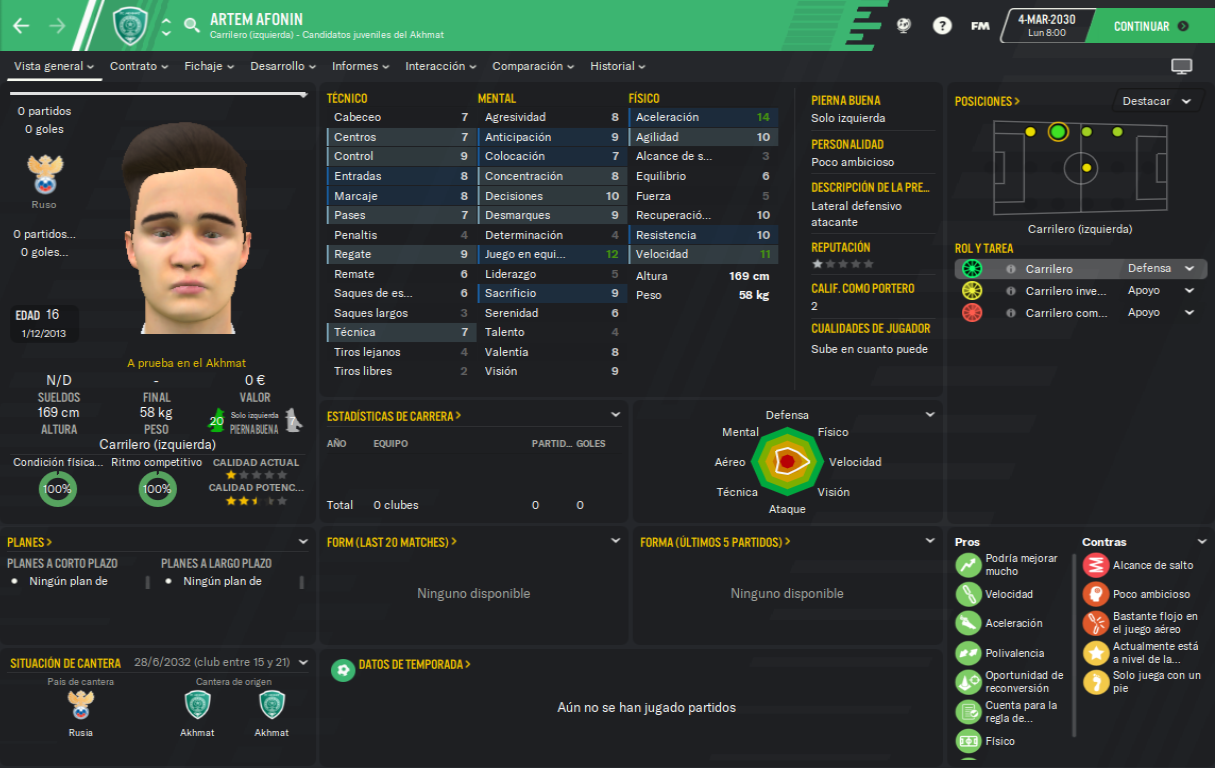 ARTEM AFONIN
Carrilero (izquierda) - Candidatos juveniles del Akhmat
?
FM
4-MAR-2030
Lun 8:00
CONTINUAR
Vista general
Contrato
Fichaje
Desarrollo
Informes
Interacción
Comparación
Historial
0 partidos
0 goles
Ruso
0 partidos...
0 goles...
EDAD 16
1/12/2013
A prueba en el Akhmat
N/D
SUELDOS
-
FINAL
0 €
VALOR
169 cm
ALTURA
58 kg
PESO
20
Solo izquierda
PIERNA BUENA
7
Carrilero (izquierda)
Condición física...
100%
Ritmo competitivo
100%
CALIDAD ACTUAL
CALIDAD POTENC...
TÉCNICO
Cabeceo 7
Centros 7
Control 9
Entradas 8
Marcaje 8
Pases 7
Penaltis 4
Regate 9
Remate 6
Saques de es... 6
Saques largos 3
Técnica 7
Tiros lejanos 4
Tiros libres 2
MENTAL
Agresividad 8
Anticipación 9
Colocación 7
Concentración 8
Decisiones 10
Desmarques 9
Determinación 4
Juego en equi... 12
Liderazgo 5
Sacrificio 9
Serenidad 6
Talento 4
Valentía 8
Visión 9
FÍSICO
Aceleración 14
Agilidad 10
Alcance de s... 3
Equilibrio 6
Fuerza 5
Recuperació... 10
Resistencia 10
Velocidad 11
Altura 169 cm
Peso 58 kg
PIERNA BUENA
Solo izquierda
PERSONALIDAD
Poco ambicioso
DESCRIPCIÓN DE LA PRE...
Lateral defensivo
atacante
REPUTACIÓN
CALIF. COMO PORTERO
2
CUALIDADES DE JUGADOR
Sube en cuanto puede
POSICIONES >
Destacar
Carrilero (izquierda)
ROL Y TAREA
Carrilero Defensa
Carrilero inve... Apoyo
Carrilero com... Apoyo
ESTADÍSTICAS DE CARRERA >
AÑO EQUIPO PARTID... GOLES
Total 0 clubes 0 0
Defensa
Mental
Físico
Aéreo
Velocidad
Técnica
Visión
Ataque
PLANES >
PLANES A CORTO PLAZO
Ningún plan de
PLANES A LARGO PLAZO
Ningún plan de
FORM (LAST 20 MATCHES) >
Ninguno disponible
FORMA (ÚLTIMOS 5 PARTIDOS) >
Ninguno disponible
Pros
Podría mejorar
mucho
Velocidad
Aceleración
Polivalencia
Oportunidad de
reconversión
Cuenta para la
regla de...
Físico
Contras
Alcance de salto
Poco ambicioso
Bastante flojo en
el juego aéreo
Actualmente está
a nivel de la...
Solo juega con un
pie
SITUACIÓN DE CANTERA 28/6/2032 (club entre 15 y 21)
País de cantera
Rusia
Cantera de origen
Akhmat
Akhmat
DATOS DE TEMPORADA >
Aún no se han jugado partidos